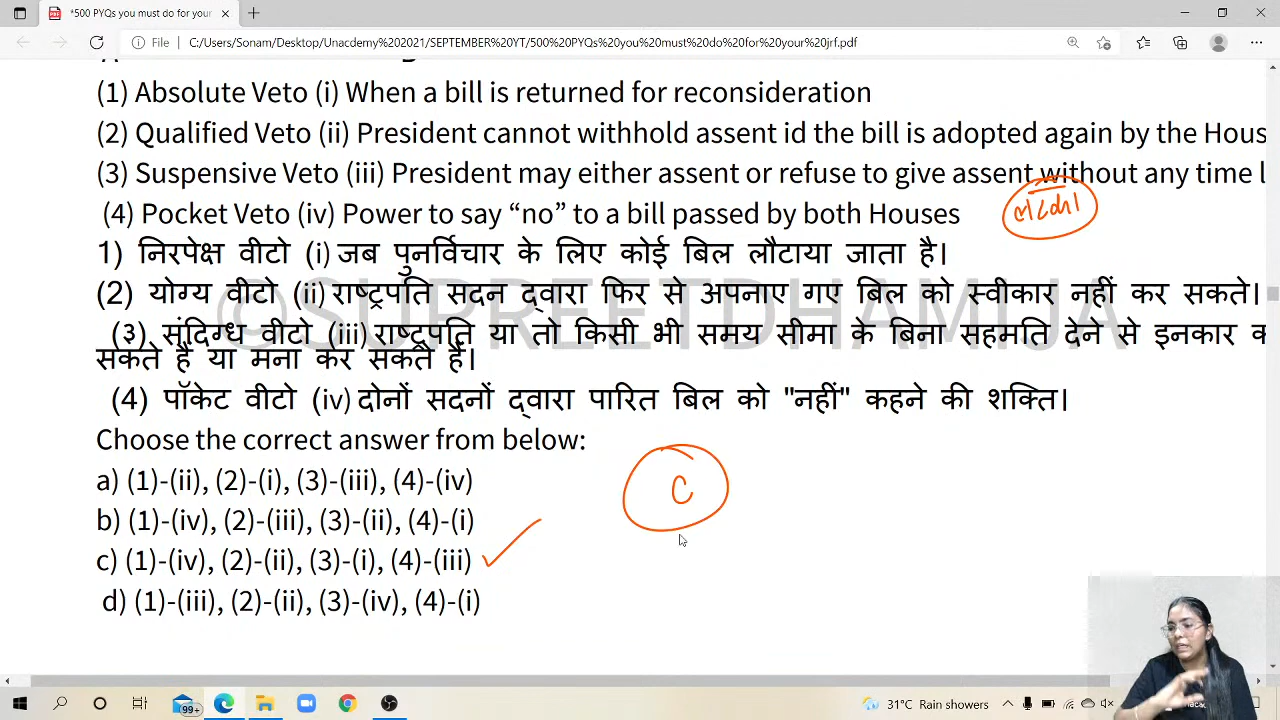 *500 PYQs you must do for your
File
C:/Users/Sonam/Desktop/Unacdemy%202021/SEPTEMBER%20YT/500%20PYQs%20you%20must%20do%20for%20your%20jrf.pdf
(1) Absolute Veto (i) When a bill is returned for reconsideration
(2) Qualified Veto (ii) President cannot withhold assent id the bill is adopted again by the Hous
(3) Suspensive Veto (iii) President may either assent or refuse to give assent without any time l
(4) Pocket Veto (iv) Power to say “no” to a bill passed by both Houses
1) निरपेक्ष वीटो (i) जब पुनर्विचार के लिए कोई बिल लौटाया जाता है।
(2) योग्य वीटो (ii) राष्ट्रपति सदन द्वारा फिर से अपनाए गए बिल को स्वीकार नहीं कर सकते।
©SUPREETDHAMIJA
(३) संदिग्ध वीटो (iii) राष्ट्रपति या तो किसी भी समय सीमा के बिना सहमति देने से इनकार क
सकते हैं या मना कर सकते हैं।
(4) पॉकेट वीटो (iv) दोनों सदनों द्वारा पारित बिल को "नहीं" कहने की शक्ति।
Choose the correct answer from below:
a) (1)-(ii), (2)-(i), (3)-(iii), (4)-(iv)
C
b) (1)-(iv), (2)-(iii), (3)-(ii), (4)-(i)
c) (1)-(iv), (2)-(ii), (3)-(i), (4)-(iii)
d) (1)-(iii), (2)-(ii), (3)-(iv), (4)-(i)
99+
31°C Rain showers